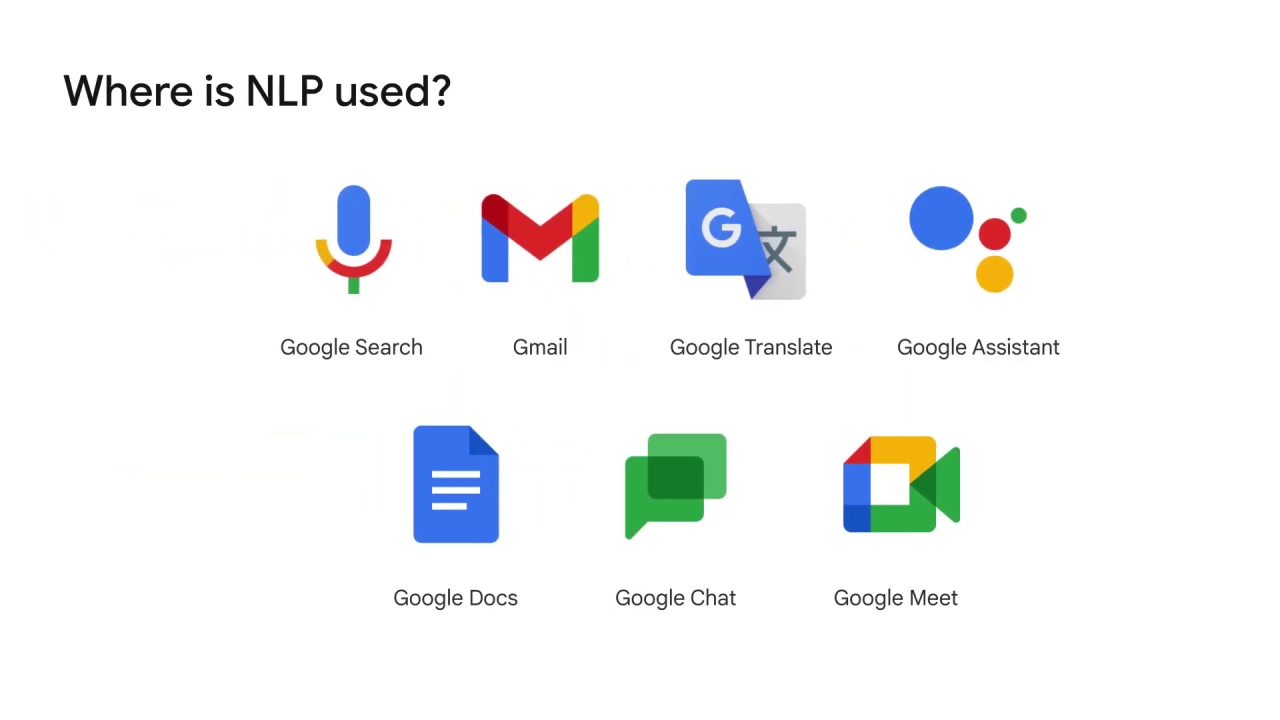 Where is NLP used?
G 文
Google Search
Gmail
Google Translate
Google Assistant
Google Docs
Google Chat
Google Meet